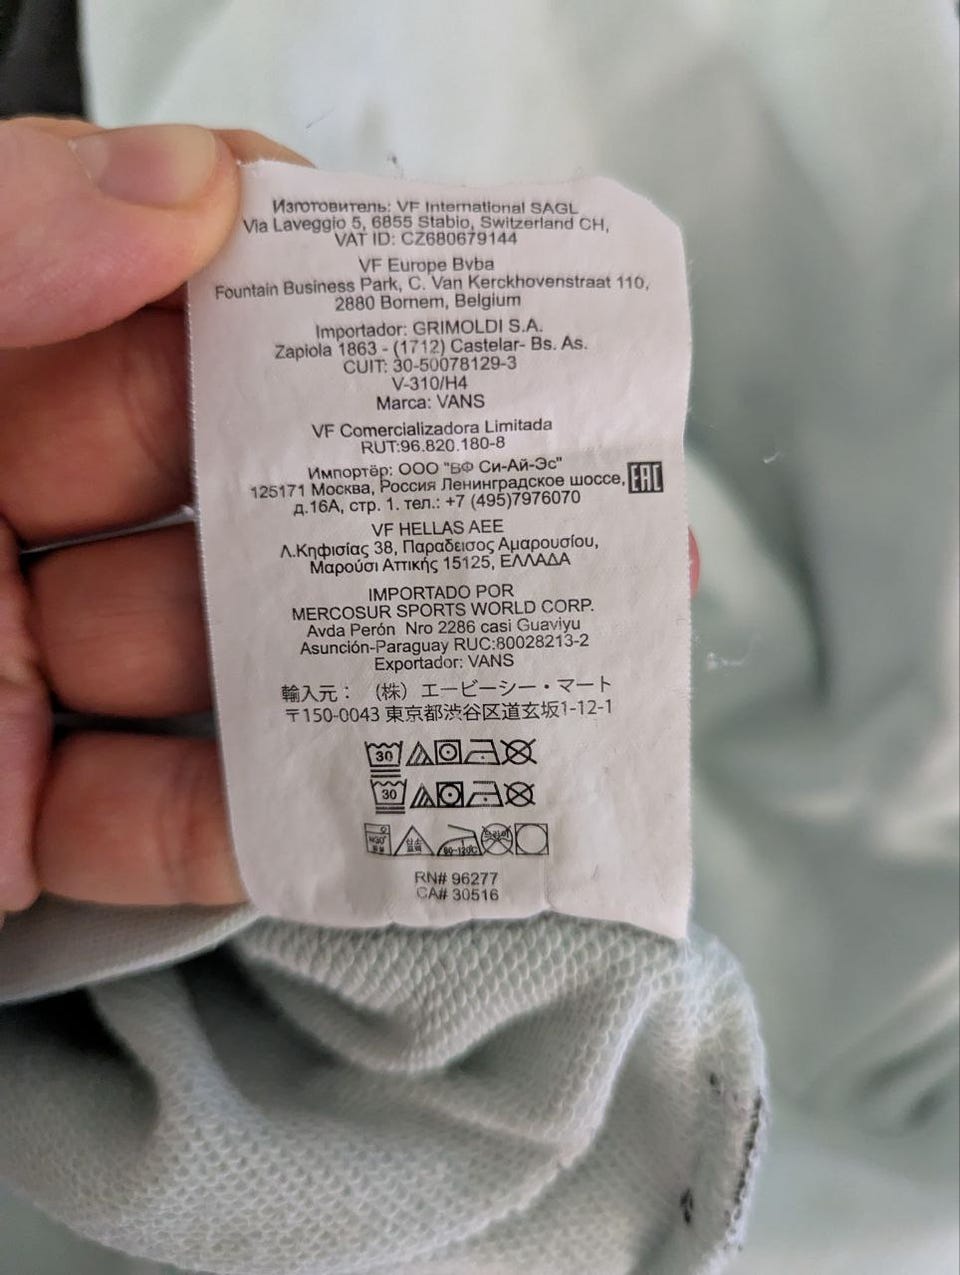 Изготовитель: VF International SAGL
Via Laveggio 5, 6855 Stabio, Switzerland CH,
VAT ID: CZ680679144
VF Europe Bvba
Fountain Business Park, C. Van Kerckhovenstraat 110,
2880 Bornem, Belgium
Importador: GRIMOLDI S.A.
Zapiola 1863 - (1712) Castelar- Bs. As.
CUIT: 30-50078129-3
V-310/H4
Marca: VANS
VF Comercializadora Limitada
RUT:96.820.180-8
Импортёр: ООО "ВФ Си-Ай-Эс"
125171 Москва, Россия Ленинградское шоссе, EAC
д.16А, стр. 1. тел.: +7 (495)7976070
VF HELLAS AEE
Λ.Κηφισίας 38, Παραδεισος Αμαρουσίου,
Μαρούσι Αττικής 15125, ΕΛΛΑΔΑ
IMPORTADO POR
MERCOSUR SPORTS WORLD CORP.
Avda Perón Nro 2286 casi Guaviyu
Asunción-Paraguay RUC:80028213-2
Exportador: VANS
輸入元： （株）エービーシー・マート
〒150-0043 東京都渋谷区道玄坂1-12-1
30
30
80-120℃
RN# 96277
CA# 30516